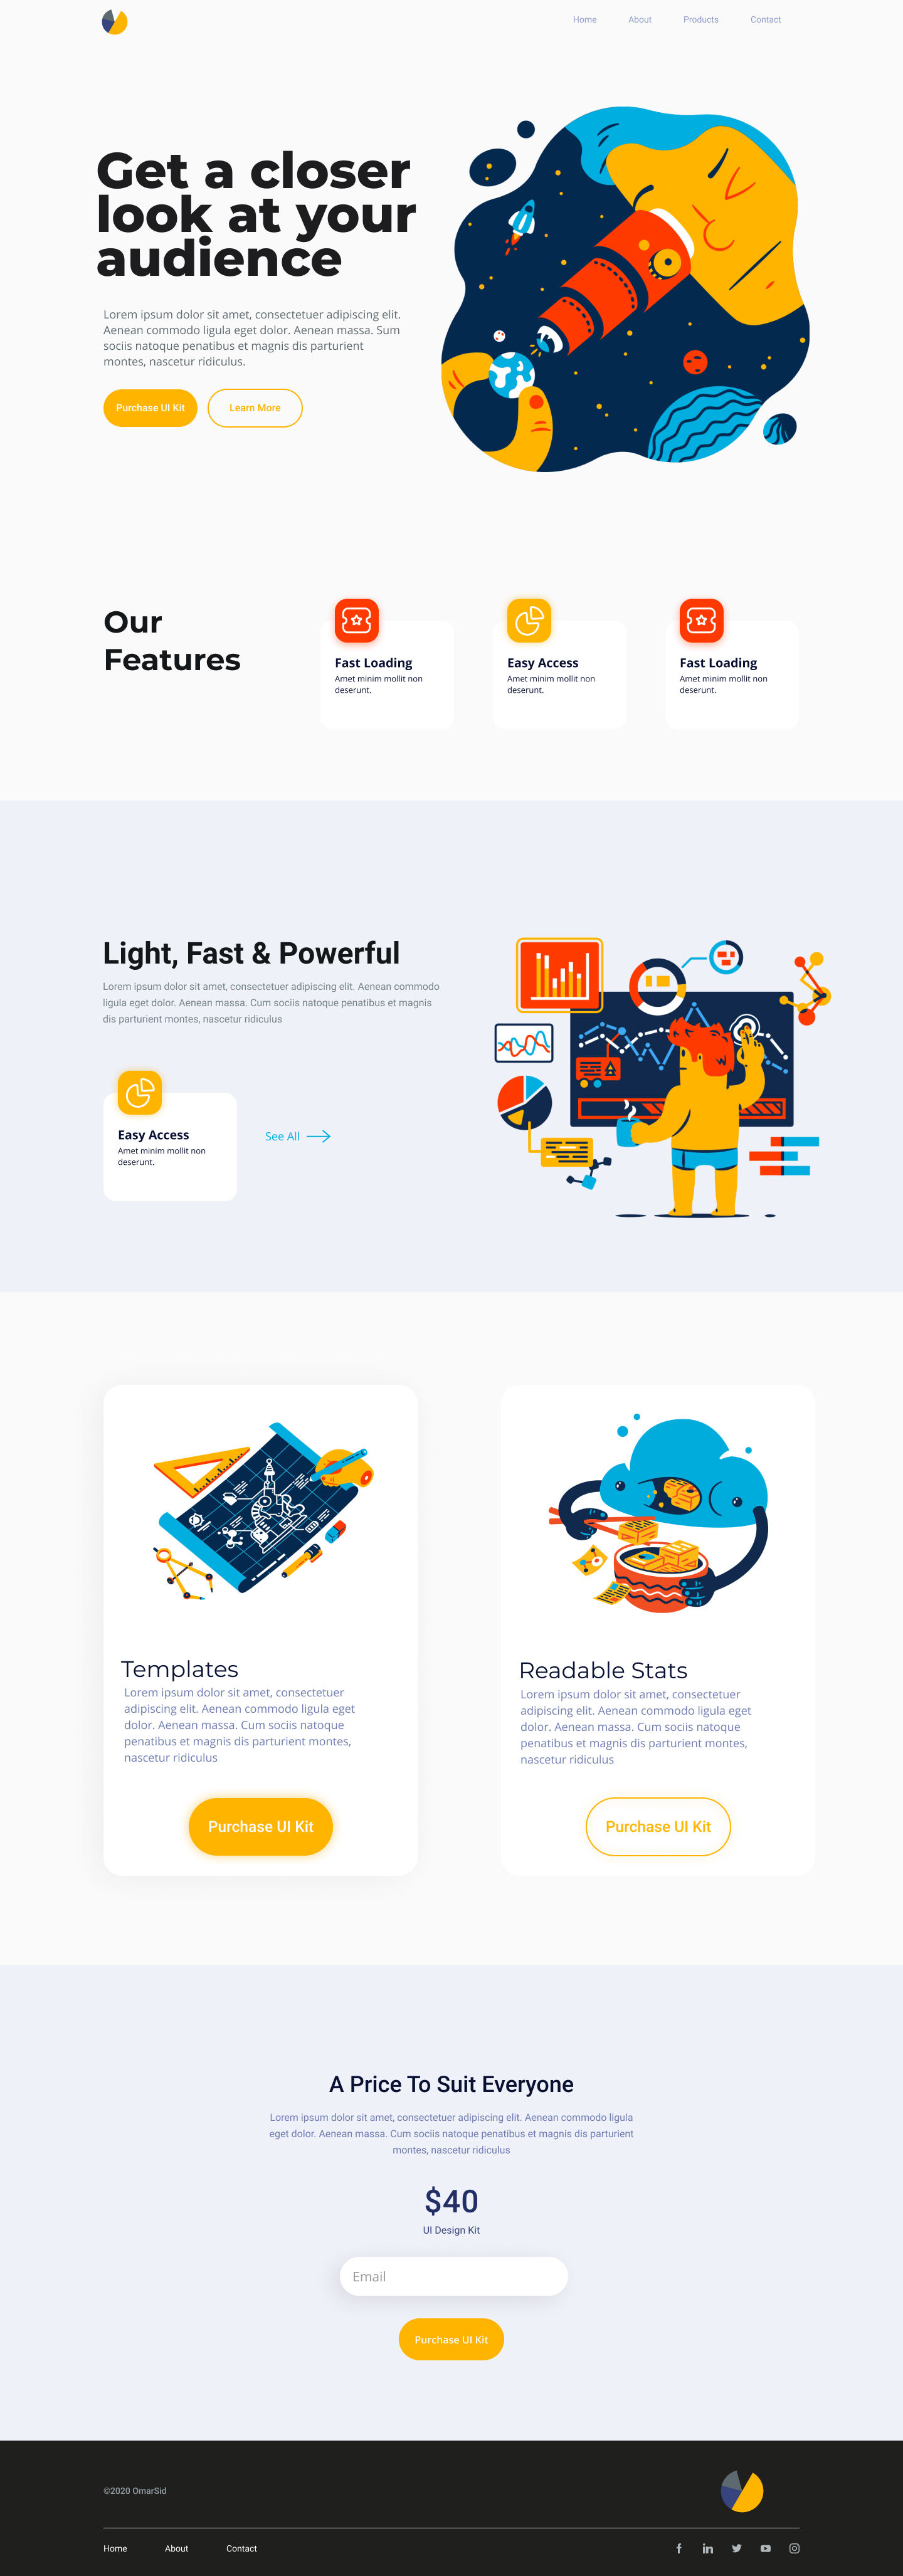 Home About Products Contact
Get a closer
look at your
audience
Lorem ipsum dolor sit amet, consectetuer adipiscing elit.
Aenean commodo ligula eget dolor. Aenean massa. Sum
sociis natoque penatibus et magnis dis parturient
montes, nascetur ridiculus.
Purchase UI Kit
Learn More
Our
Features
Fast Loading
Amet minim mollit non
deserunt.
Easy Access
Amet minim mollit non
deserunt.
Fast Loading
Amet minim mollit non
deserunt.
Light, Fast & Powerful
Lorem ipsum dolor sit amet, consectetuer adipiscing elit. Aenean commodo
ligula eget dolor. Aenean massa. Cum sociis natoque penatibus et magnis
dis parturient montes, nascetur ridiculus
Easy Access
Amet minim mollit non
deserunt.
See All
Templates
Lorem ipsum dolor sit amet, consectetuer
adipiscing elit. Aenean commodo ligula eget
dolor. Aenean massa. Cum sociis natoque
penatibus et magnis dis parturient montes,
nascetur ridiculus
Purchase UI Kit
Readable Stats
Lorem ipsum dolor sit amet, consectetuer
adipiscing elit. Aenean commodo ligula eget
dolor. Aenean massa. Cum sociis natoque
penatibus et magnis dis parturient montes,
nascetur ridiculus
Purchase UI Kit
A Price To Suit Everyone
Lorem ipsum dolor sit amet, consectetuer adipiscing elit. Aenean commodo ligula
eget dolor. Aenean massa. Cum sociis natoque penatibus et magnis dis parturient
montes, nascetur ridiculus
$40
UI Design Kit
Email
Purchase UI Kit
©2020 OmarSid
Home About Contact